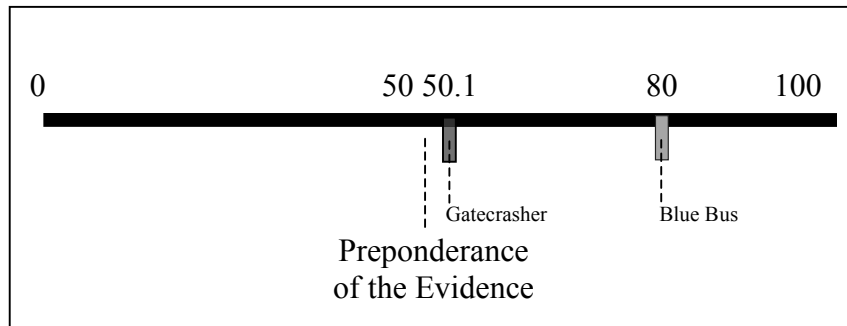 0 50 50.1 80 100
Gatecrasher Blue Bus
Preponderance
of the Evidence